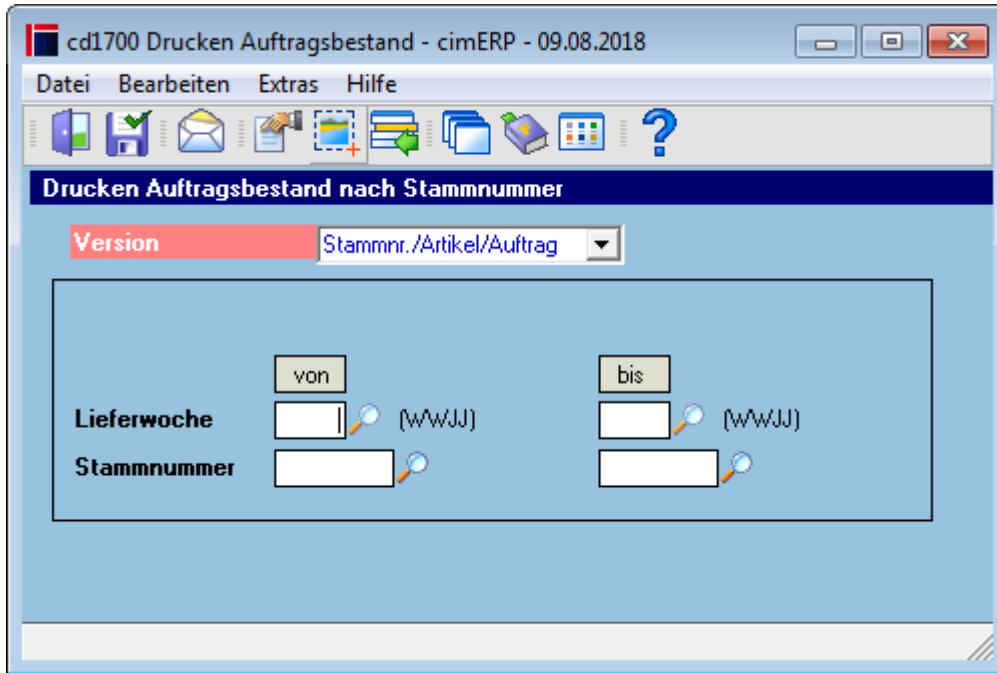 cd1700 Drucken Auftragsbestand - cimERP - 09.08.2018
Datei Bearbeiten Extras Hilfe
Drucken Auftragsbestand nach Stammnummer
Version Stammnr./Artikel/Auftrag
von bis
Lieferwoche (WWJJ) (WWJJ)
Stammnummer